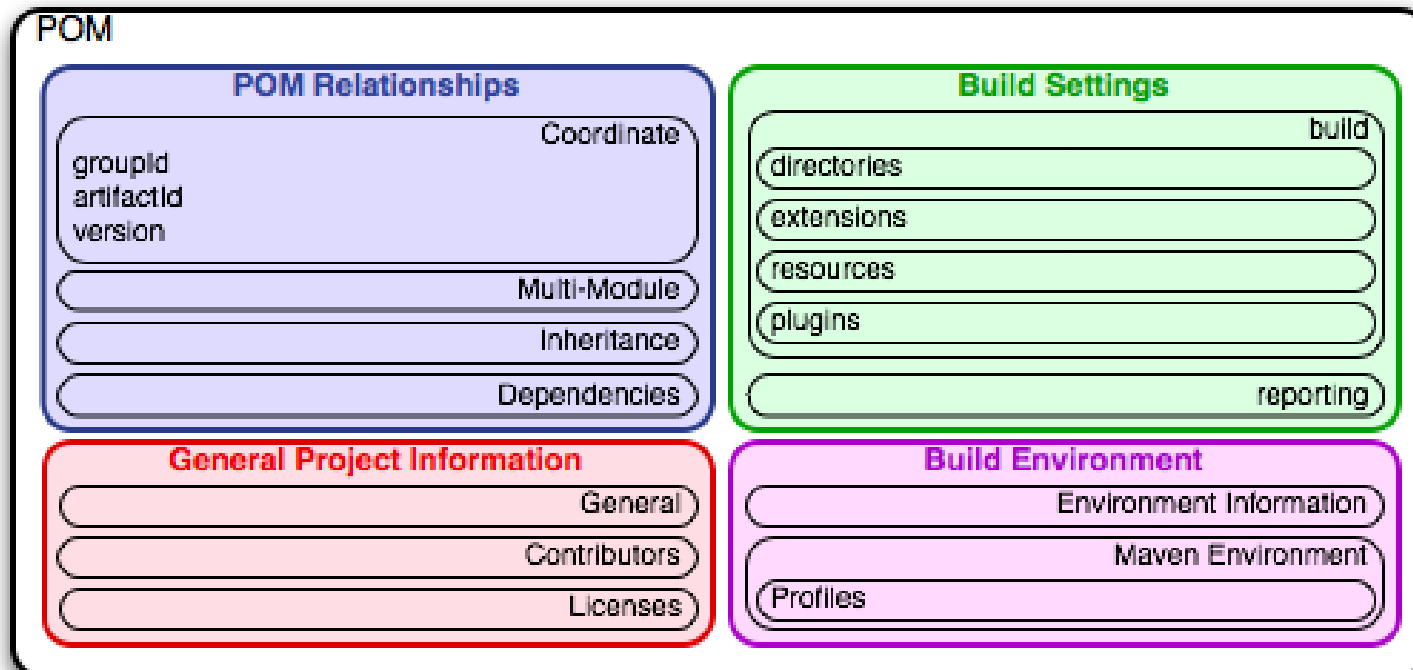 POM
POM Relationships
Coordinate
groupId
artifactId
version
Multi-Module
Inheritance
Dependencies
Build Settings
build
directories
extensions
resources
plugins
reporting
General Project Information
General
Contributors
Licenses
Build Environment
Environment Information
Maven Environment
Profiles